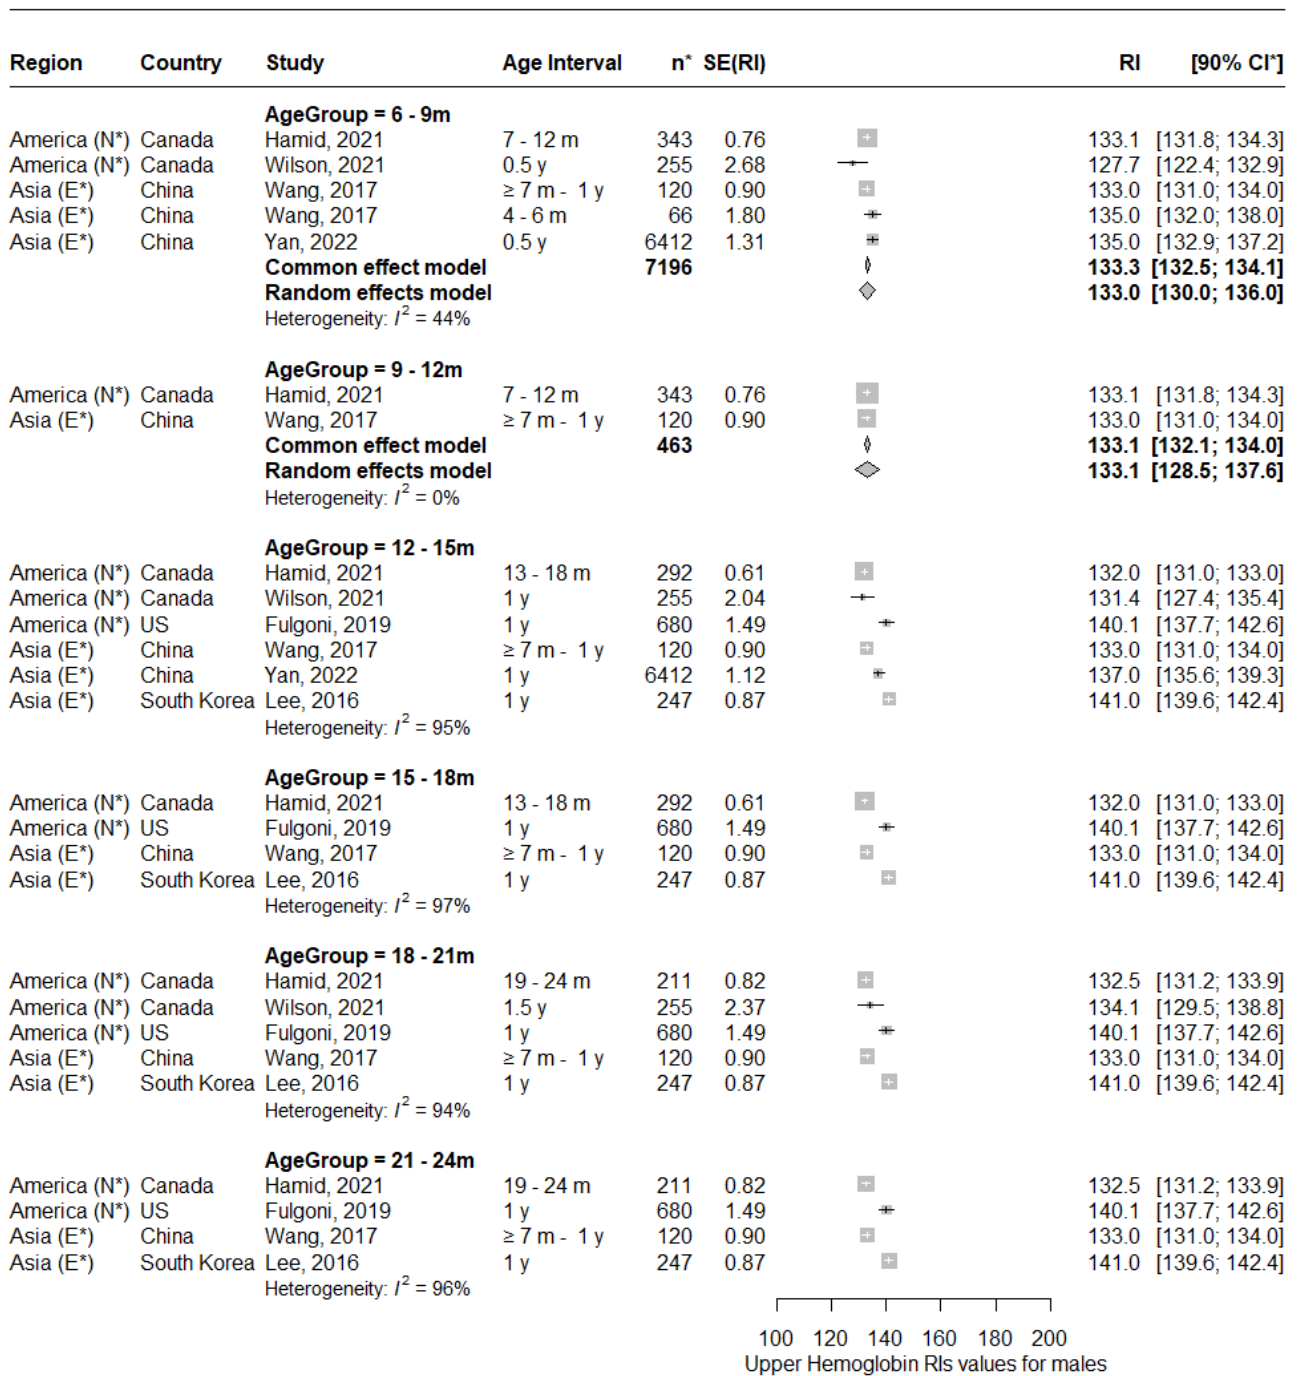 Region Country Study Age Interval n* SE(RI) RI [90% CI*]
AgeGroup = 6 - 9m
America (N*) Canada Hamid, 2021 7 - 12 m 343 0.76 133.1 [131.8; 134.3]
America (N*) Canada Wilson, 2021 0.5 y 255 2.68 127.7 [122.4; 132.9]
Asia (E*) China Wang, 2017 ≥ 7 m - 1 y 120 0.90 133.0 [131.0; 134.0]
Asia (E*) China Wang, 2017 4 - 6 m 66 1.80 135.0 [132.0; 138.0]
Asia (E*) China Yan, 2022 0.5 y 6412 1.31 135.0 [132.9; 137.2]
Common effect model 7196 133.3 [132.5; 134.1]
Random effects model 133.0 [130.0; 136.0]
Heterogeneity: I² = 44%
AgeGroup = 9 - 12m
America (N*) Canada Hamid, 2021 7 - 12 m 343 0.76 133.1 [131.8; 134.3]
Asia (E*) China Wang, 2017 ≥ 7 m - 1 y 120 0.90 133.0 [131.0; 134.0]
Common effect model 463 133.1 [132.1; 134.0]
Random effects model 133.1 [128.5; 137.6]
Heterogeneity: I² = 0%
AgeGroup = 12 - 15m
America (N*) Canada Hamid, 2021 13 - 18 m 292 0.61 132.0 [131.0; 133.0]
America (N*) Canada Wilson, 2021 1 y 255 2.04 131.4 [127.4; 135.4]
America (N*) US Fulgoni, 2019 1 y 680 1.49 140.1 [137.7; 142.6]
Asia (E*) China Wang, 2017 ≥ 7 m - 1 y 120 0.90 133.0 [131.0; 134.0]
Asia (E*) China Yan, 2022 1 y 6412 1.12 137.0 [135.6; 139.3]
Asia (E*) South Korea Lee, 2016 1 y 247 0.87 141.0 [139.6; 142.4]
Heterogeneity: I² = 95%
AgeGroup = 15 - 18m
America (N*) Canada Hamid, 2021 13 - 18 m 292 0.61 132.0 [131.0; 133.0]
America (N*) US Fulgoni, 2019 1 y 680 1.49 140.1 [137.7; 142.6]
Asia (E*) China Wang, 2017 ≥ 7 m - 1 y 120 0.90 133.0 [131.0; 134.0]
Asia (E*) South Korea Lee, 2016 1 y 247 0.87 141.0 [139.6; 142.4]
Heterogeneity: I² = 97%
AgeGroup = 18 - 21m
America (N*) Canada Hamid, 2021 19 - 24 m 211 0.82 132.5 [131.2; 133.9]
America (N*) Canada Wilson, 2021 1.5 y 255 2.37 134.1 [129.5; 138.8]
America (N*) US Fulgoni, 2019 1 y 680 1.49 140.1 [137.7; 142.6]
Asia (E*) China Wang, 2017 ≥ 7 m - 1 y 120 0.90 133.0 [131.0; 134.0]
Asia (E*) South Korea Lee, 2016 1 y 247 0.87 141.0 [139.6; 142.4]
Heterogeneity: I² = 94%
AgeGroup = 21 - 24m
America (N*) Canada Hamid, 2021 19 - 24 m 211 0.82 132.5 [131.2; 133.9]
America (N*) US Fulgoni, 2019 1 y 680 1.49 140.1 [137.7; 142.6]
Asia (E*) China Wang, 2017 ≥ 7 m - 1 y 120 0.90 133.0 [131.0; 134.0]
Asia (E*) South Korea Lee, 2016 1 y 247 0.87 141.0 [139.6; 142.4]
Heterogeneity: I² = 96%
100 120 140 160 180 200
Upper Hemoglobin RIs values for males